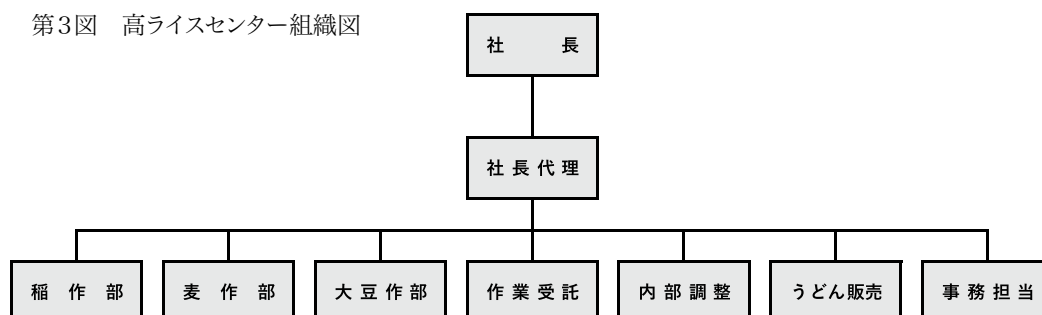 第3図　高ライスセンター組織図
社長
社長代理
稲作部
麦作部
大豆作部
作業受託
内部調整
うどん販売
事務担当